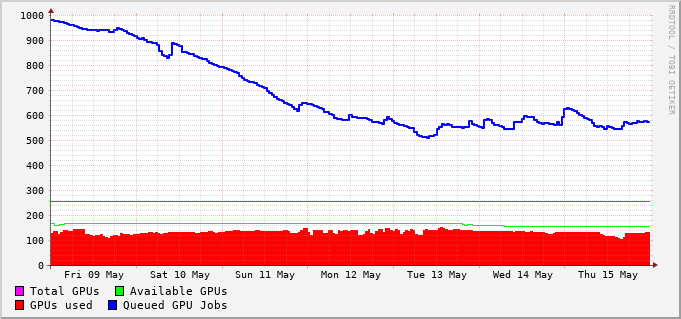 RRDTOOL / TOBI OETIKER
1000
900
800
700
600
500
400
300
200
100
0
Fri 09 May Sat 10 May Sun 11 May Mon 12 May Tue 13 May Wed 14 May Thu 15 May
Total GPUs Available GPUs
GPUs used Queued GPU Jobs